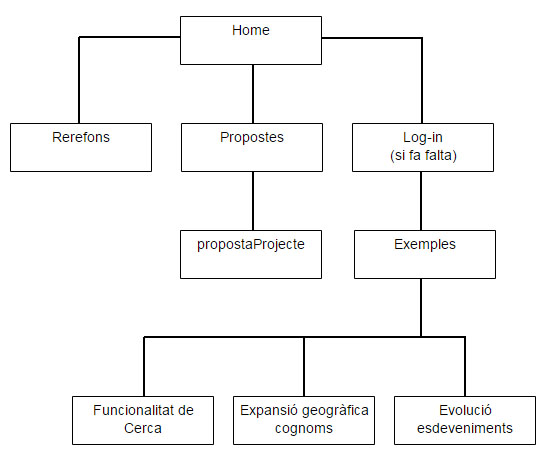 Home
Rerefons
Propostes
Log-in
(si fa falta)
propostaProjecte
Exemples
Funcionalitat de
Cerca
Expansió geogràfica
cognoms
Evolució
esdeveniments